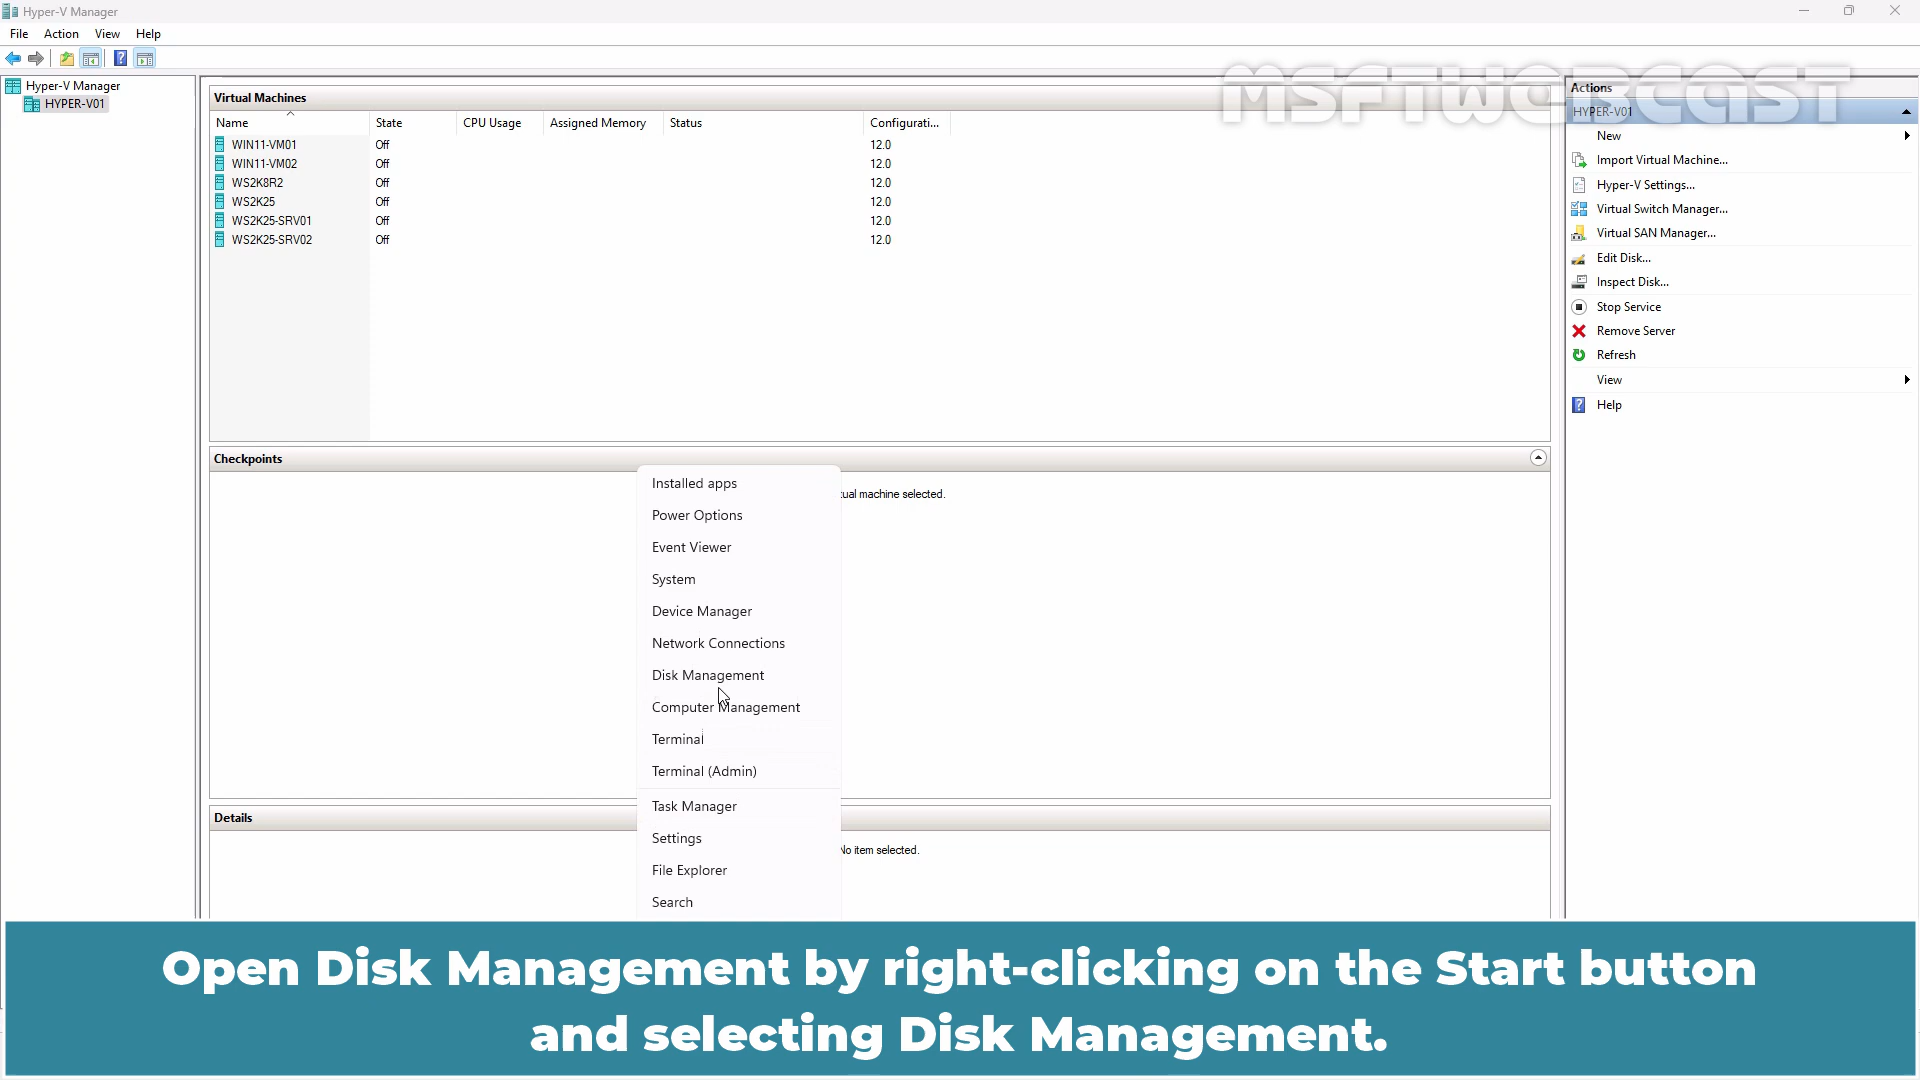 Hyper-V Manager
File Action View Help
Hyper-V Manager
HYPER-V01
MSFTWEBCAST
Virtual Machines
Name State CPU Usage Assigned Memory Status Configurati...
WIN11-VM01 Off 12.0
WIN11-VM02 Off 12.0
WS2K8R2 Off 12.0
WS2K25 Off 12.0
WS2K25-SRV01 Off 12.0
WS2K25-SRV02 Off 12.0
Checkpoints
tual machine selected.
Installed apps
Power Options
Event Viewer
System
Device Manager
Network Connections
Disk Management
Computer Management
Terminal
Terminal (Admin)
Task Manager
Settings
File Explorer
Search
Details
No item selected.
Actions
HYPER-V01
New
Import Virtual Machine...
Hyper-V Settings...
Virtual Switch Manager...
Virtual SAN Manager...
Edit Disk...
Inspect Disk...
Stop Service
Remove Server
Refresh
View
Help
Open Disk Management by right-clicking on the Start button
and selecting Disk Management.